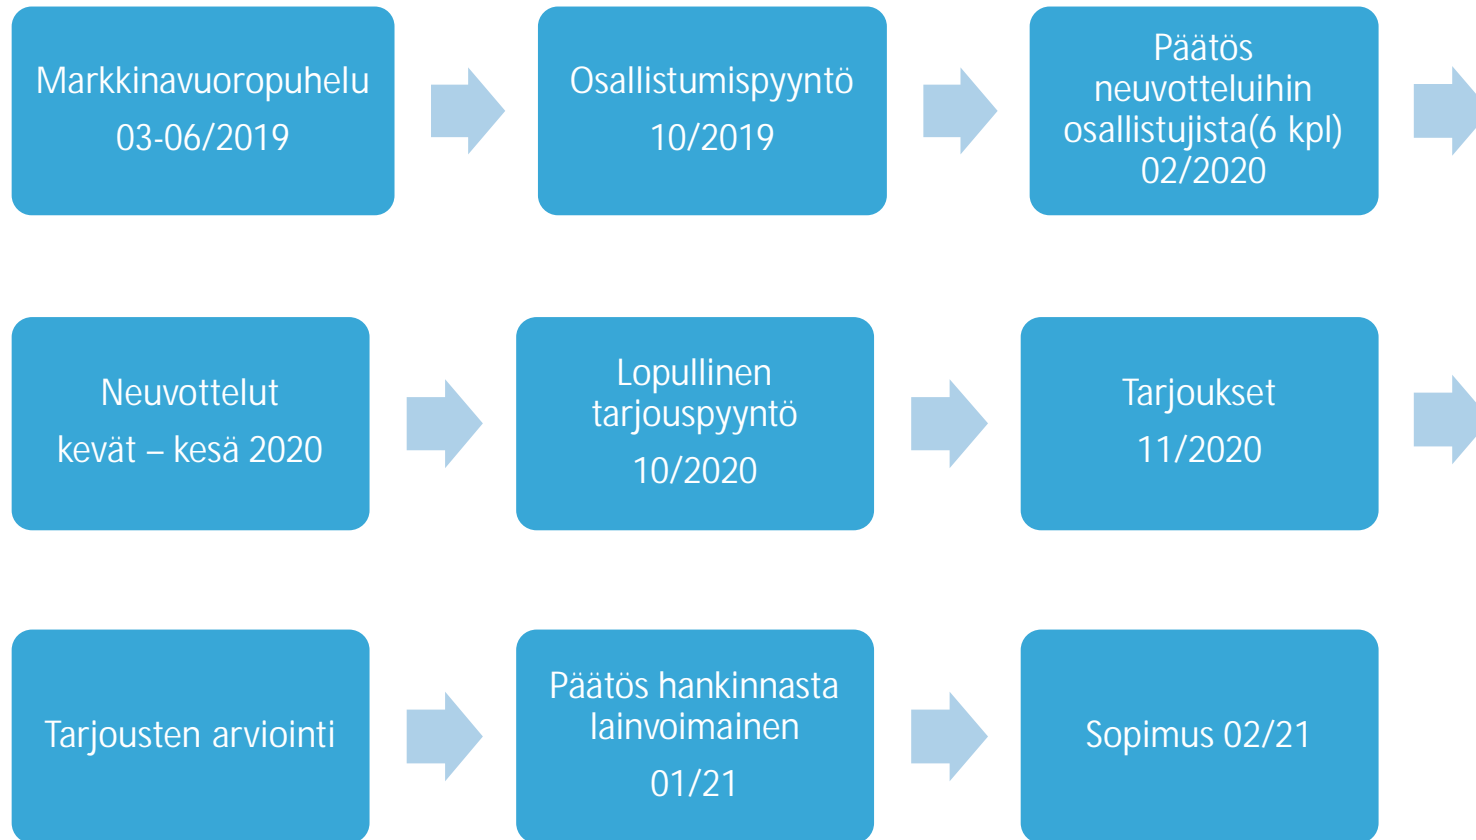 Markkinavuoropuhelu
03-06/2019
Osallistumispyyntö
10/2019
Päätös
neuvotteluihin
osallistujista(6 kpl)
02/2020
Neuvottelut
kevät – kesä 2020
Lopullinen
tarjouspyyntö
10/2020
Tarjoukset
11/2020
Tarjousten arviointi
Päätös hankinnasta
lainvoimainen
01/21
Sopimus 02/21